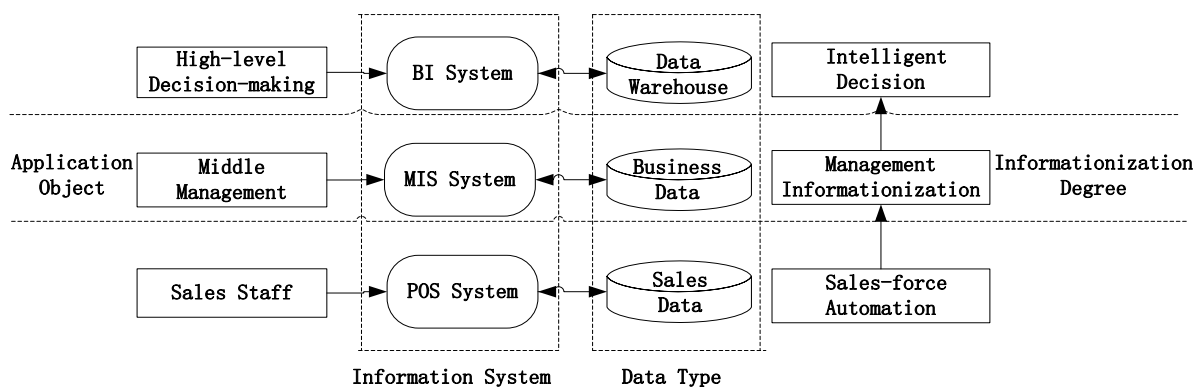 High-level
Decision-making
BI System
Data
Warehouse
Intelligent
Decision
Application
Object
Middle
Management
MIS System
Business
Data
Management
Informationization
Informationization
Degree
Sales Staff
POS System
Sales
Data
Sales-force
Automation
Information System
Data Type